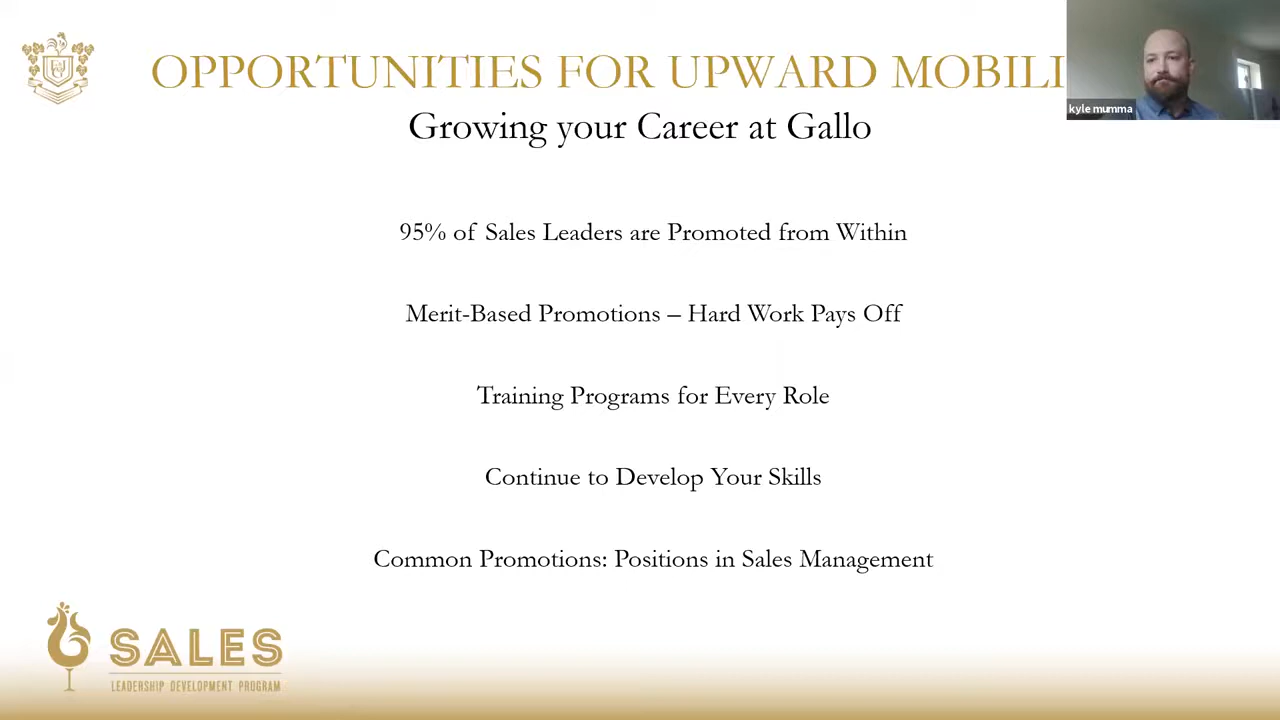 OPPORTUNITIES FOR UPWARD MOBILI
kyle mumma
Growing your Career at Gallo
95% of Sales Leaders are Promoted from Within
Merit-Based Promotions – Hard Work Pays Off
Training Programs for Every Role
Continue to Develop Your Skills
Common Promotions: Positions in Sales Management
SALES
LEADERSHIP DEVELOPMENT PROGRAM